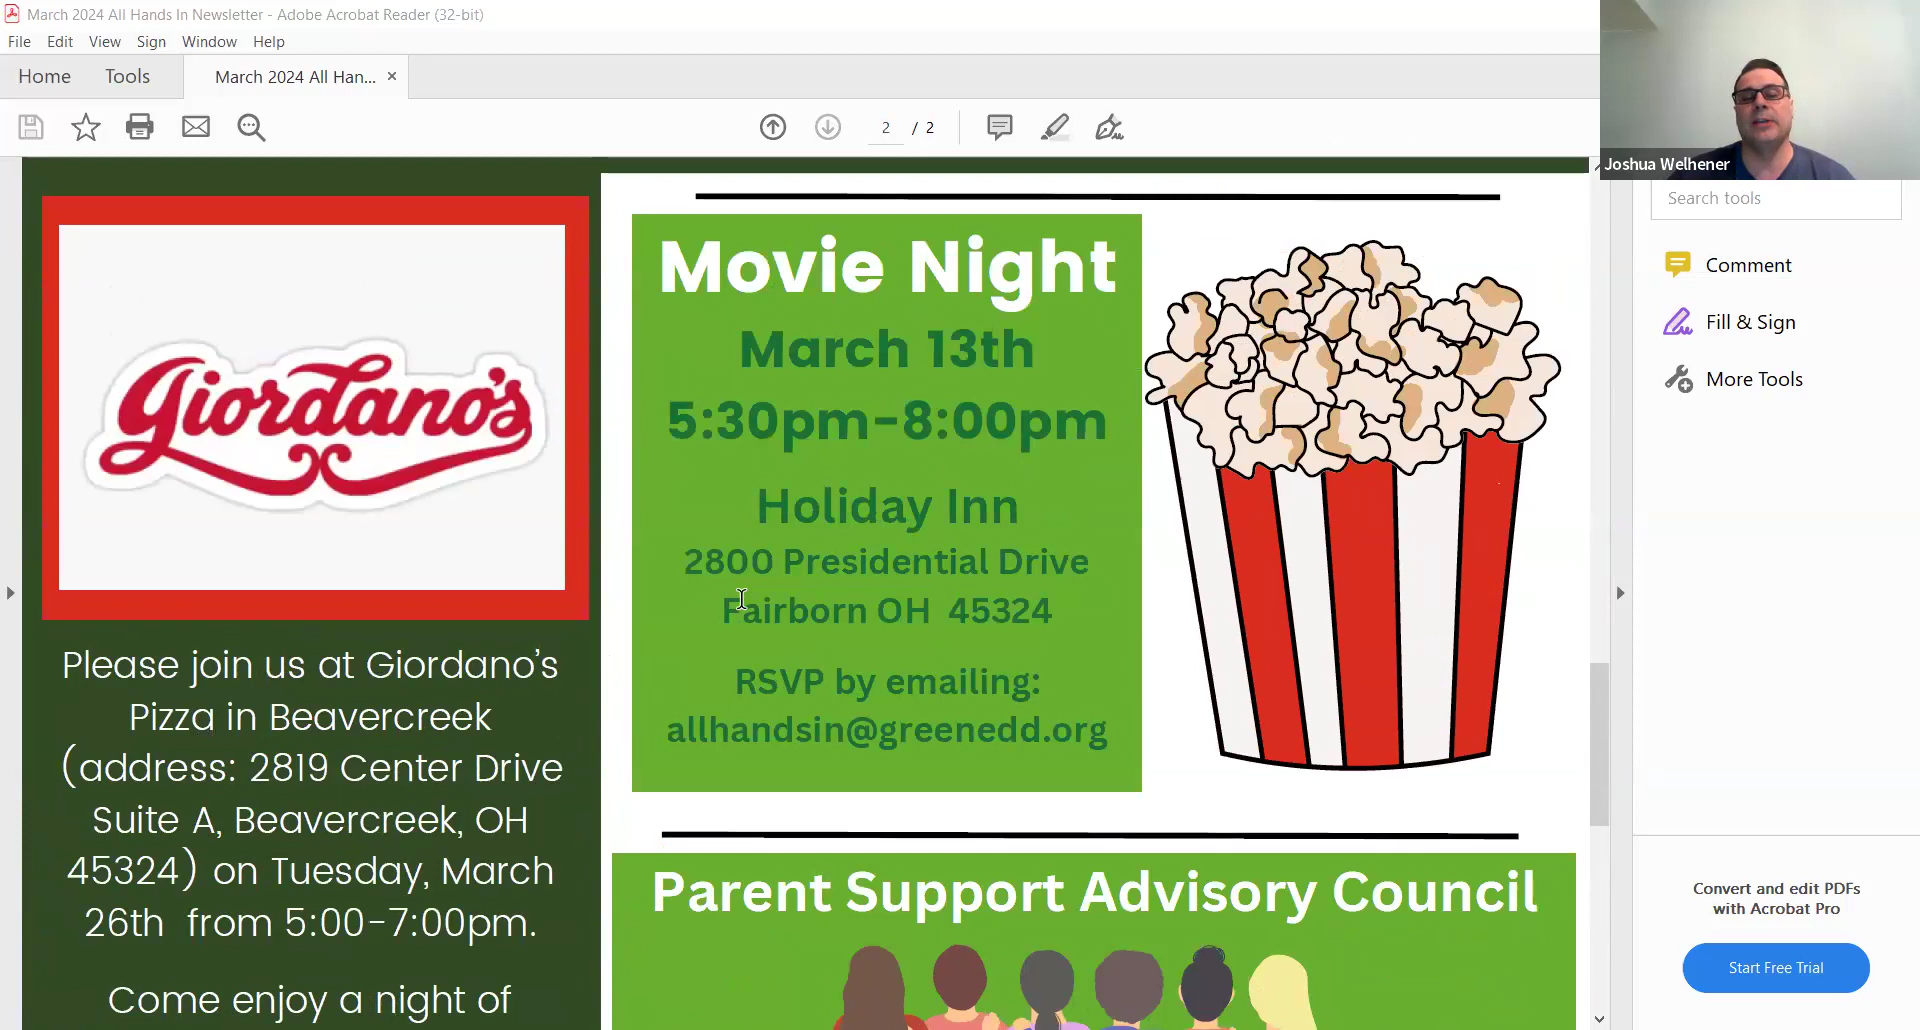 March 2024 All Hands In Newsletter - Adobe Acrobat Reader (32-bit)
File Edit View Sign Window Help
Home Tools March 2024 All Han... ×
2 / 2
Joshua Welhener
Search tools
Comment
Fill & Sign
More Tools
Convert and edit PDFs
with Acrobat Pro
Start Free Trial
Giordano's
Please join us at Giordano's
Pizza in Beavercreek
(address: 2819 Center Drive
Suite A, Beavercreek, OH
45324) on Tuesday, March
26th from 5:00-7:00pm.
Come enjoy a night of
Movie Night
March 13th
5:30pm-8:00pm
Holiday Inn
2800 Presidential Drive
Fairborn OH 45324
RSVP by emailing:
allhandsin@greenedd.org
Parent Support Advisory Council